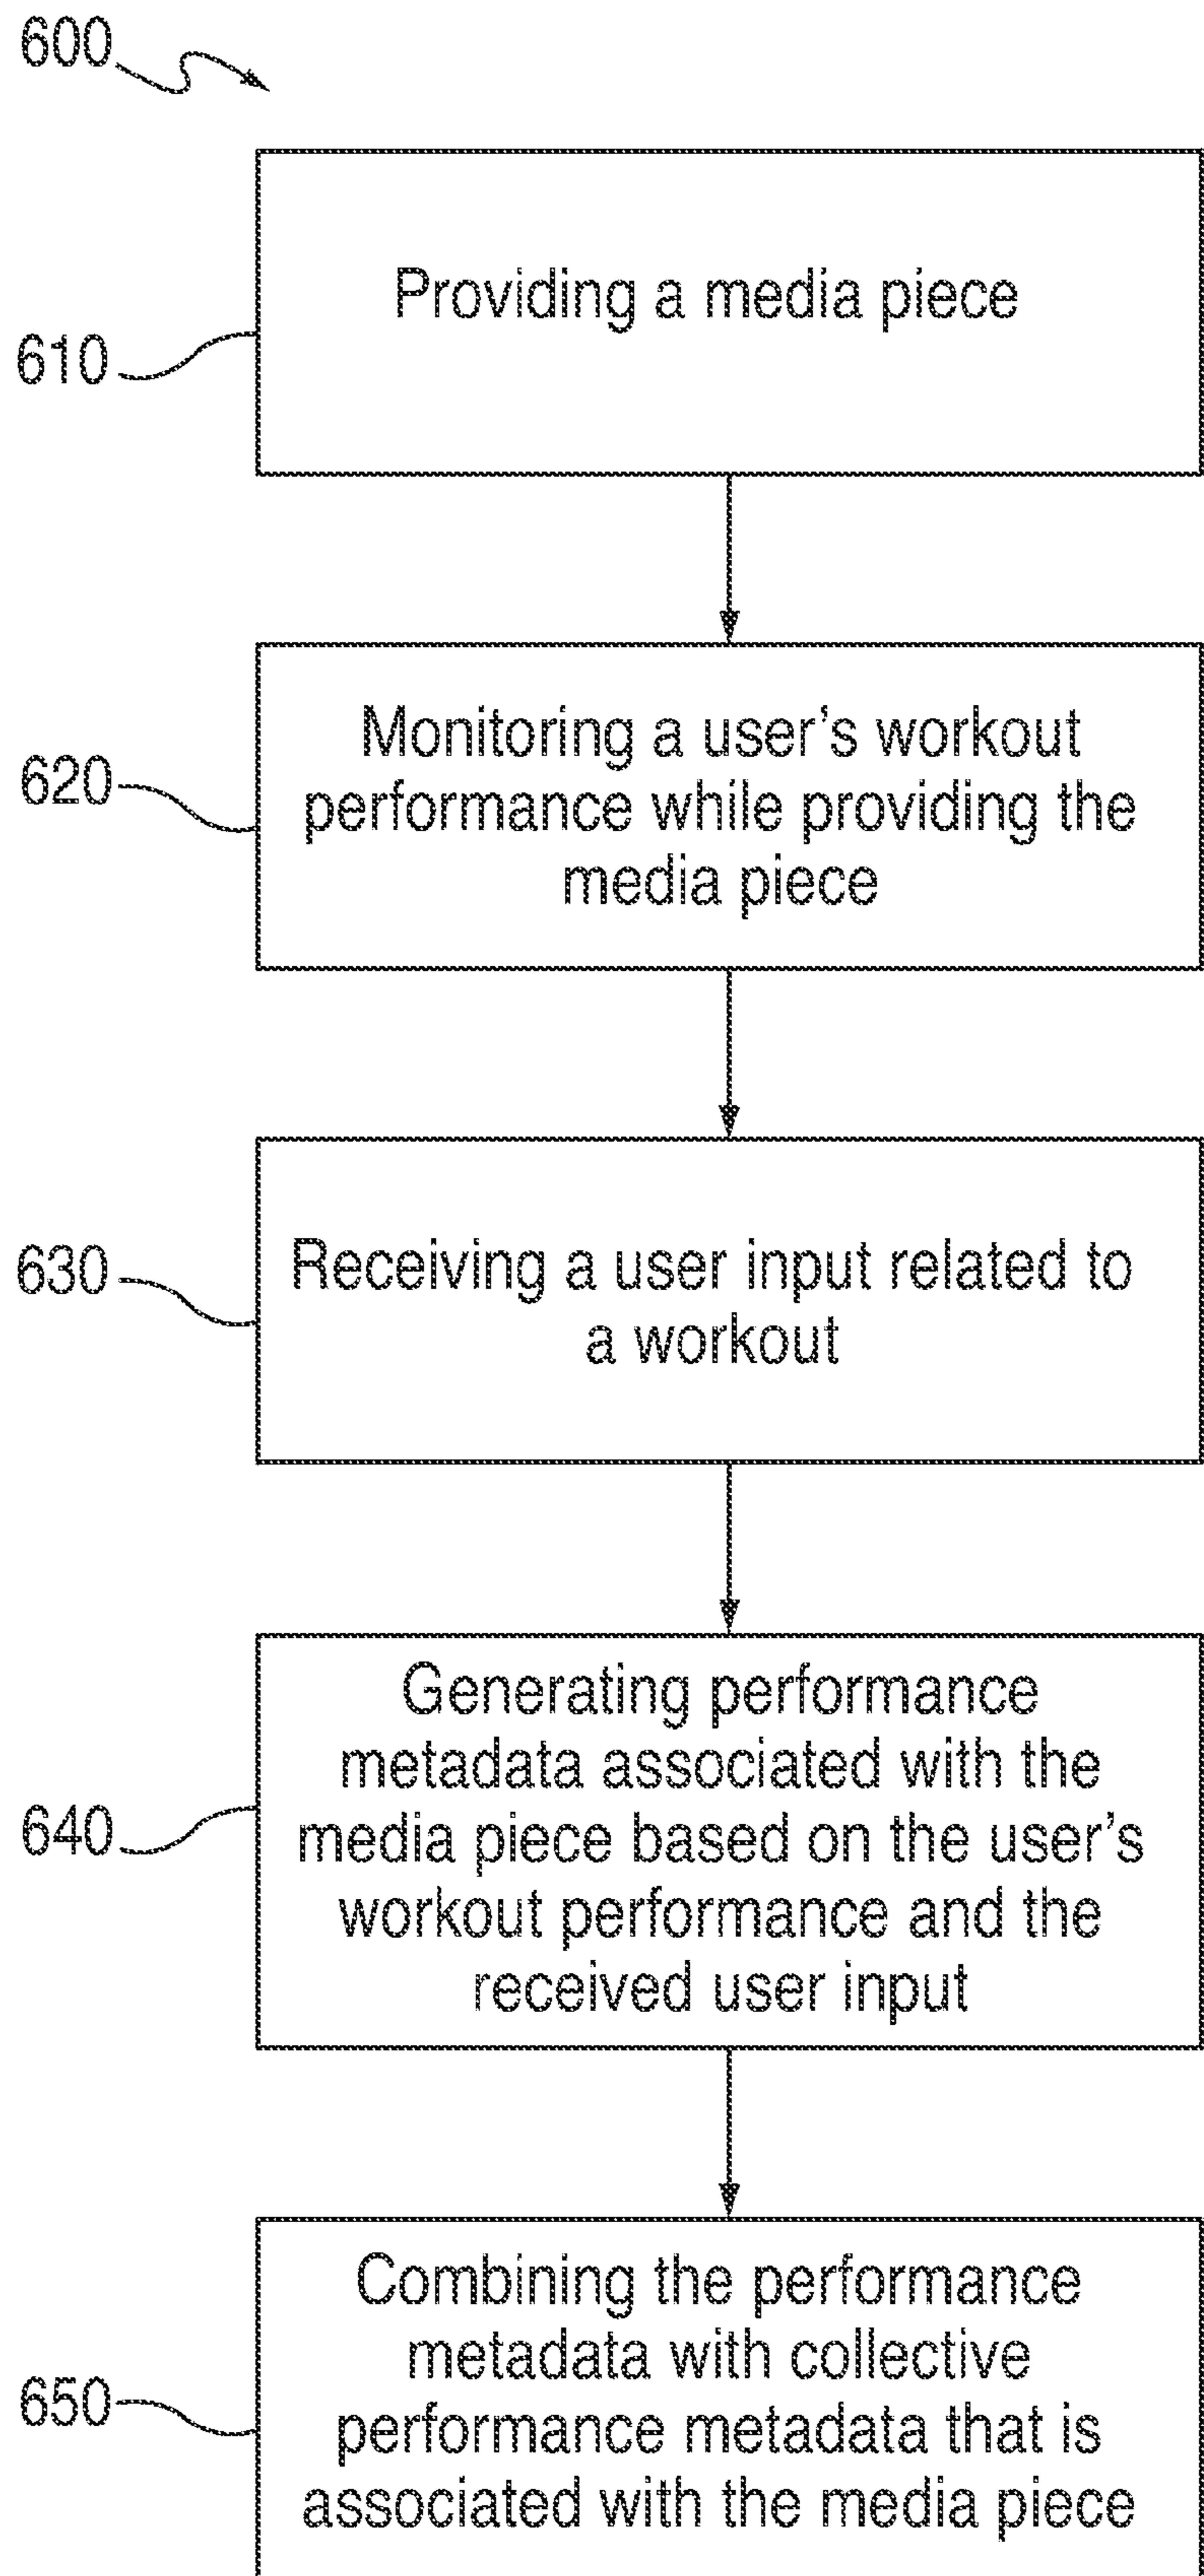 600
610
Providing a media piece
620
Monitoring a user's workout
performance while providing the
media piece
630
Receiving a user input related to
a workout
640
Generating performance
metadata associated with the
media piece based on the user's
workout performance and the
received user input
650
Combining the performance
metadata with collective
performance metadata that is
associated with the media piece